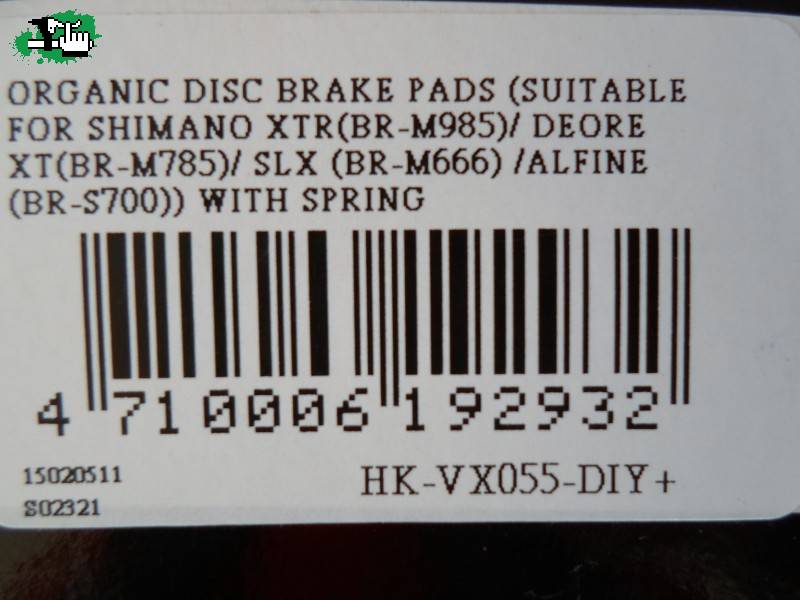 ORGANIC DISC BRAKE PADS (SUITABLE
FOR SHIMANO XTR(BR-M985)/ DEORE
XT(BR-M785)/ SLX (BR-M666) /ALFINE
(BR-S700)) WITH SPRING
4 710006 192932
15020511
HK-VX055-DIY+
S02321